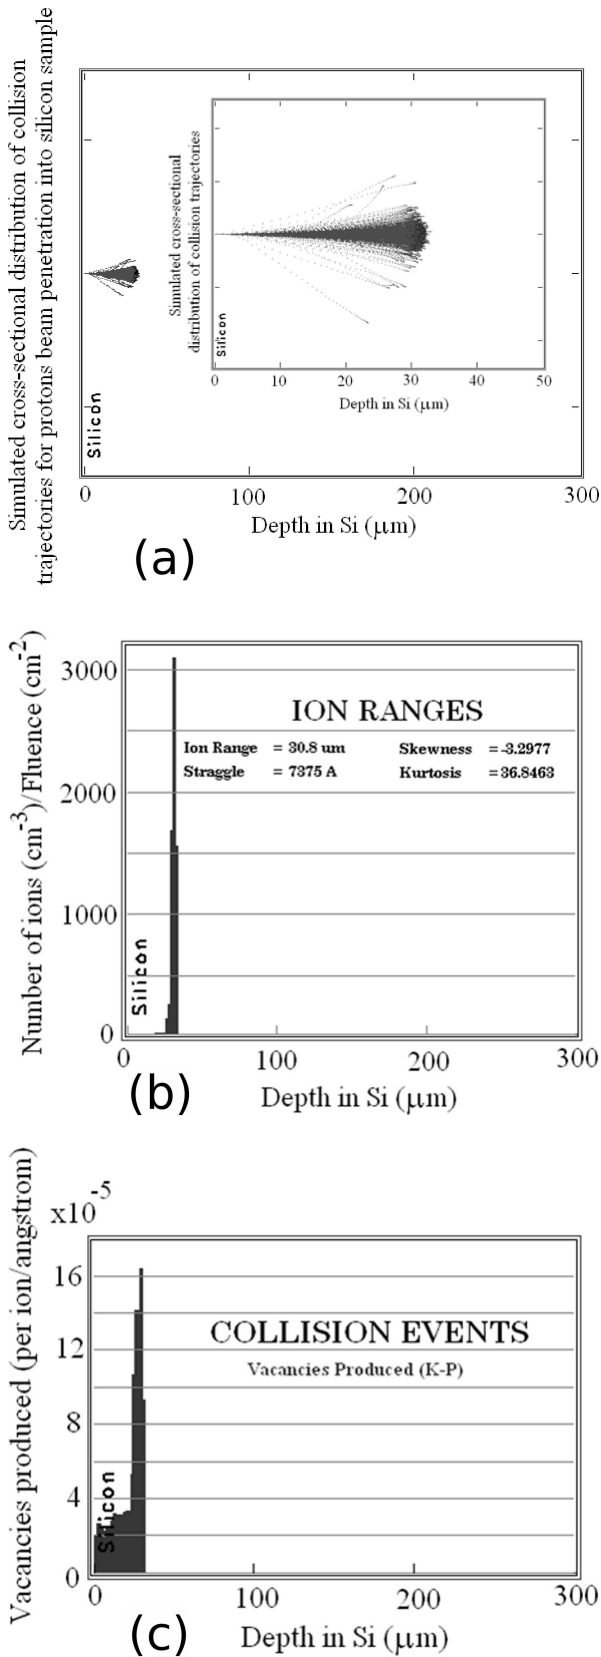 Simulated cross-sectional distribution of collision
trajectories for protons beam penetration into silicon sample
Simulated cross-sectional
distribution of collision trajectories
Silicon
0 10 20 30 40 50
Depth in Si (μm)
Silicon
0 100 200 300
Depth in Si (μm)
(a)
Number of ions (cm-3)/Fluence (cm-2)
3000
2000
1000
0
ION RANGES
Ion Range = 30.8 um Skewness = -3.2977
Straggle = 7375 A Kurtosis = 36.8463
Silicon
0 100 200 300
(b)
Depth in Si (μm)
Vacancies produced (per ion/angstrom)
x10-5
16
12
8
4
0
COLLISION EVENTS
Vacancies Produced (K-P)
Silicon
0 100 200 300
(c)
Depth in Si (μm)